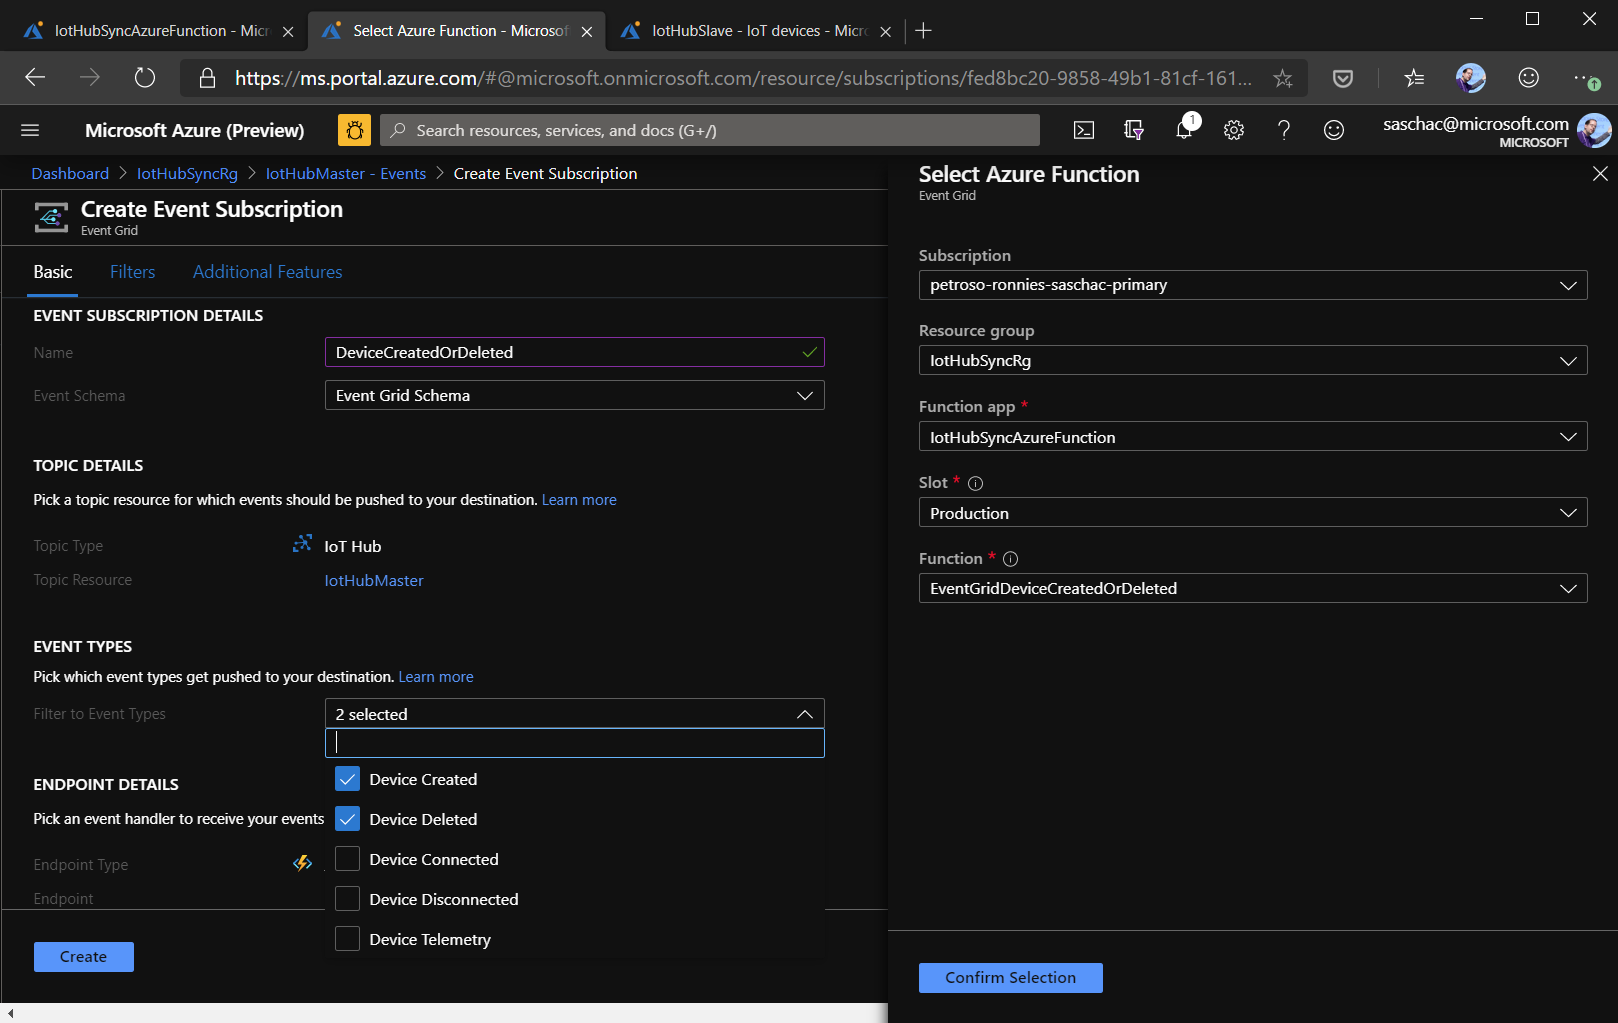 IotHubSyncAzureFunction - Micr
Select Azure Function - Microsof
IotHubSlave - IoT devices - Micr
https://ms.portal.azure.com/#@microsoft.onmicrosoft.com/resource/subscriptions/fed8bc20-9858-49b1-81cf-161...
Microsoft Azure (Preview)
Search resources, services, and docs (G+/)
1
saschac@microsoft.com
MICROSOFT
Dashboard > IotHubSyncRg > IotHubMaster - Events > Create Event Subscription
Create Event Subscription
Event Grid
Basic
Filters
Additional Features
EVENT SUBSCRIPTION DETAILS
Name
DeviceCreatedOrDeleted
Event Schema
Event Grid Schema
TOPIC DETAILS
Pick a topic resource for which events should be pushed to your destination. Learn more
Topic Type
IoT Hub
Topic Resource
IotHubMaster
EVENT TYPES
Pick which event types get pushed to your destination. Learn more
Filter to Event Types
2 selected
Device Created
Device Deleted
Device Connected
Device Disconnected
Device Telemetry
ENDPOINT DETAILS
Pick an event handler to receive your events
Endpoint Type
Endpoint
Create
Select Azure Function
Event Grid
Subscription
petroso-ronnies-saschac-primary
Resource group
IotHubSyncRg
Function app *
IotHubSyncAzureFunction
Slot *
Production
Function *
EventGridDeviceCreatedOrDeleted
Confirm Selection